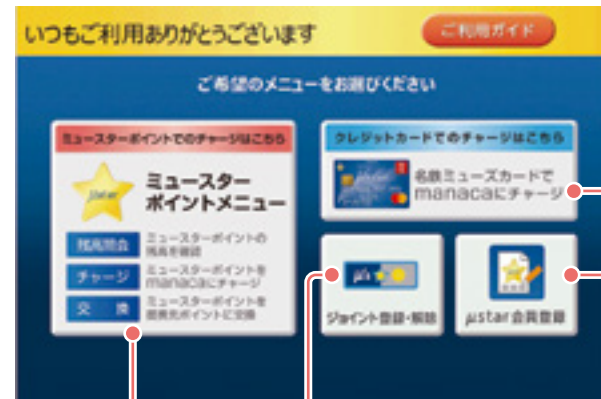 いつもご利用ありがとうございます
ご利用ガイド
ご希望のメニューをお選びください
ミュースターポイントでのチャージはこちら
μstar
ミュースター
ポイントメニュー
残高照会
ミュースターポイントの
残高を確認
チャージ
ミュースターポイントを
manacaにチャージ
交 換
ミュースターポイントを
提携先ポイントに交換
クレジットカードでのチャージはこちら
名鉄ミューズカードで
manacaにチャージ
ジョイント登録・解除
μstar会員登録